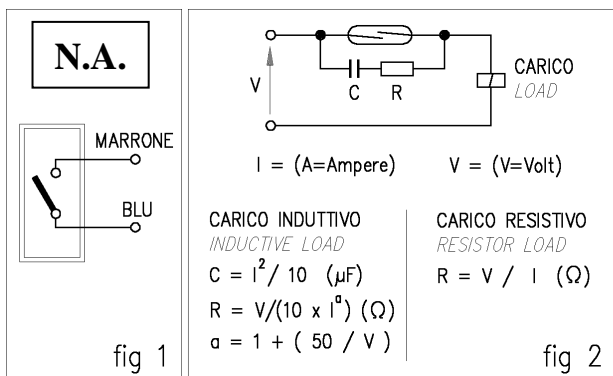 N.A.
MARRONE
BLU
fig 1
V
C R
CARICO
LOAD
I = (A=Ampere) V = (V=Volt)
CARICO INDUTTIVO
INDUCTIVE LOAD
C = I²/ 10 (µF)
R = V/(10 x Iᵃ) (Ω)
a = 1 + ( 50 / V )
CARICO RESISTIVO
RESISTOR LOAD
R = V / I (Ω)
fig 2